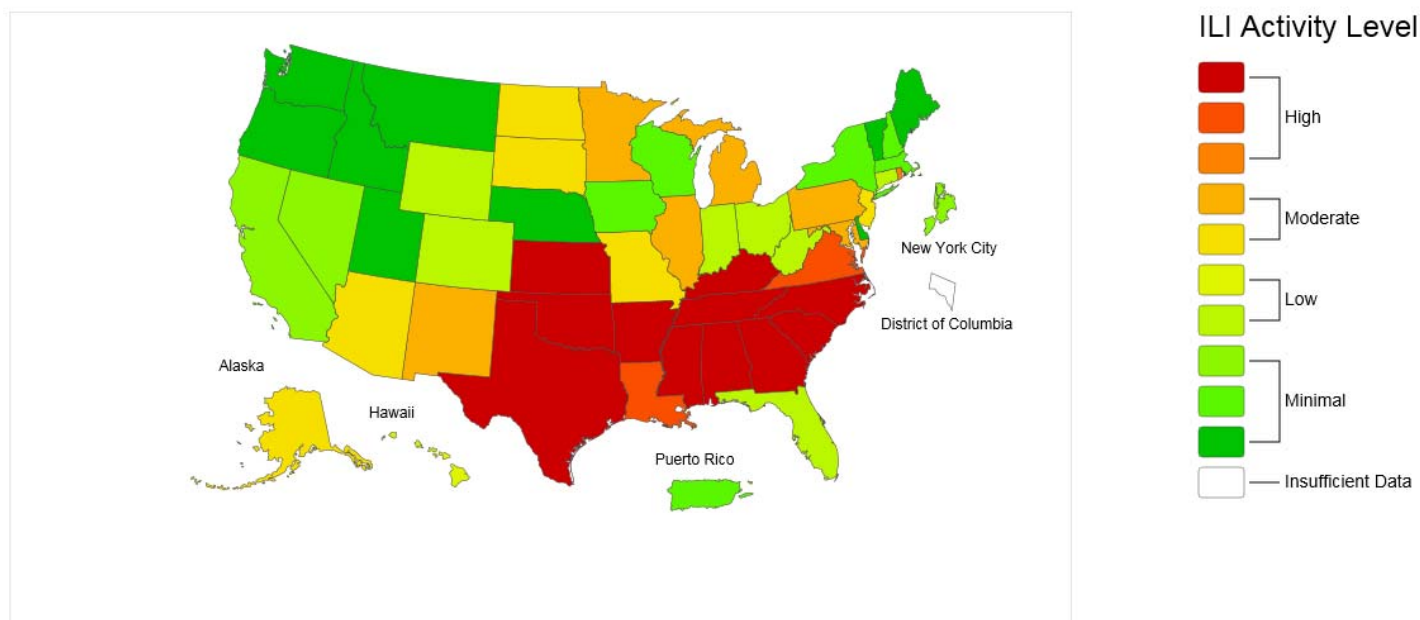 ILI Activity Level
High
Moderate
New York City
Low
District of Columbia
Alaska
Minimal
Hawaii
Puerto Rico
Insufficient Data